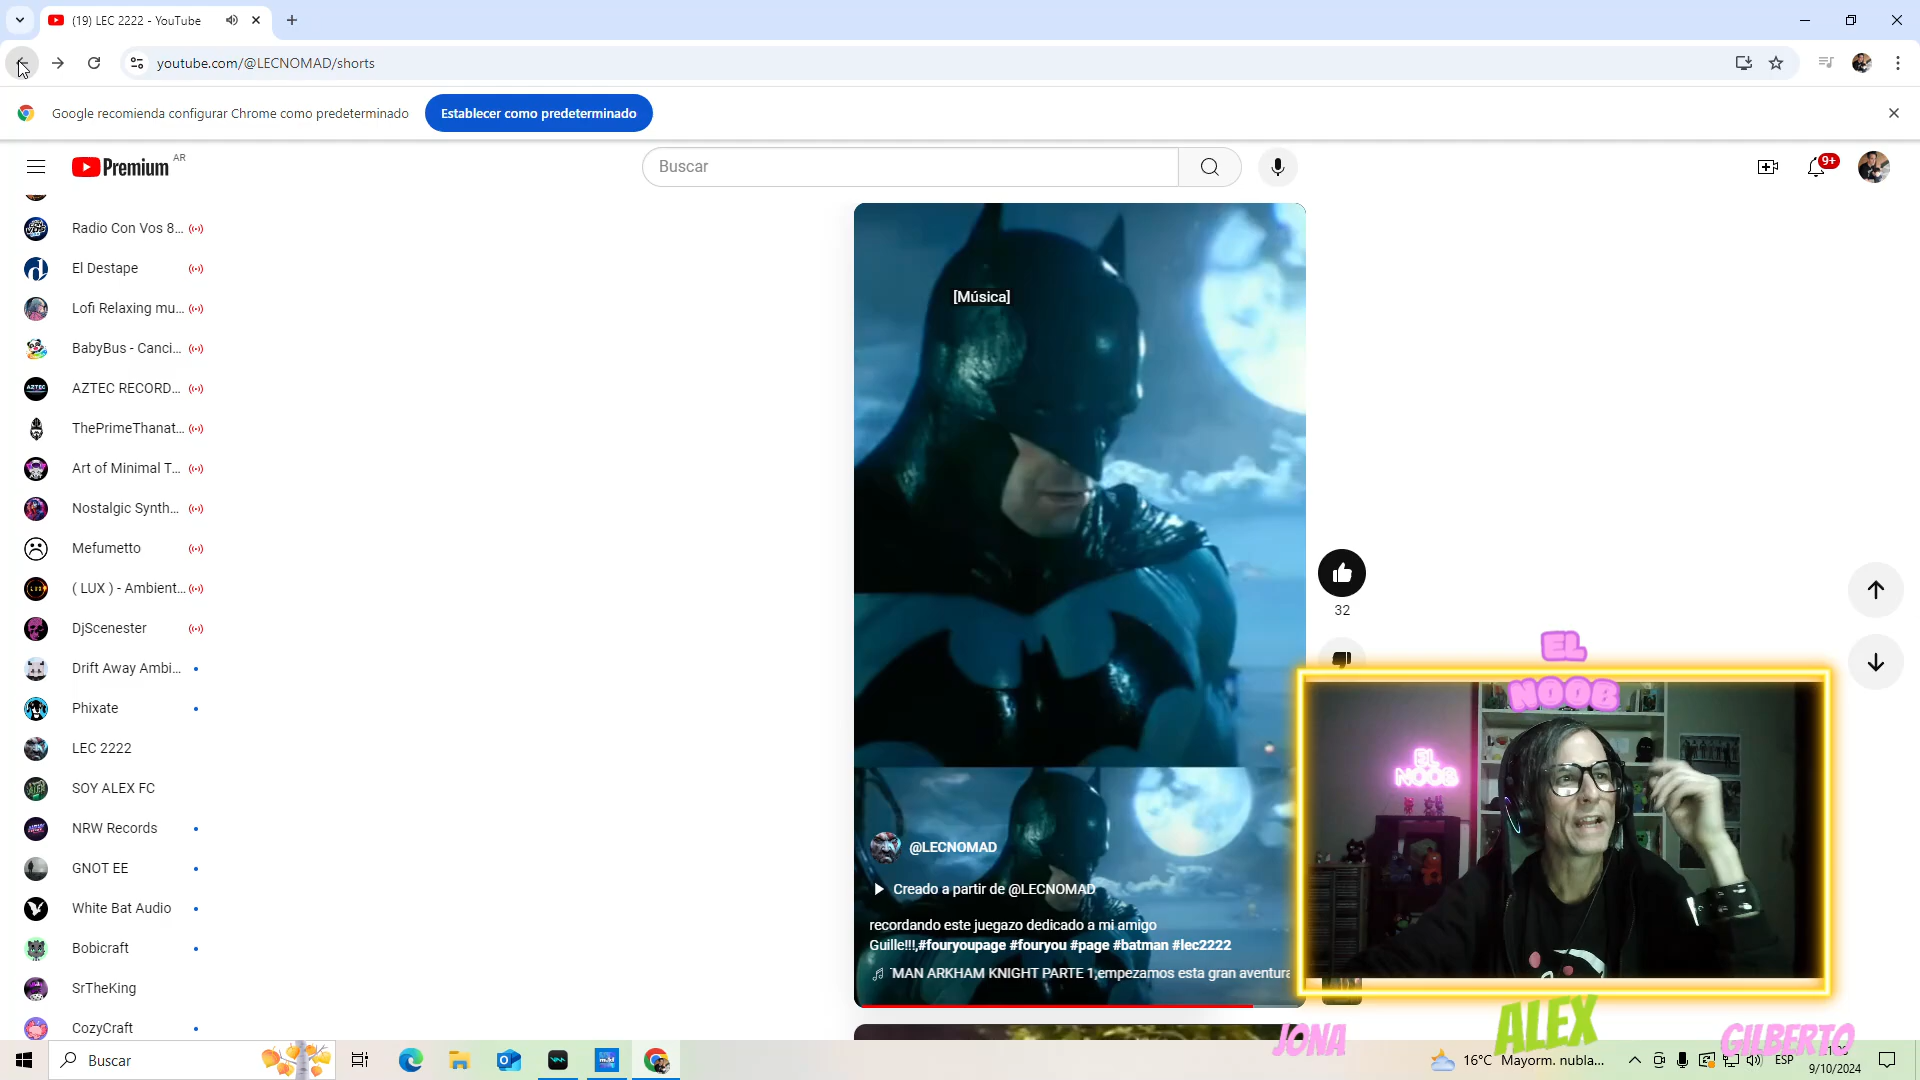 (19) LEC 2222 - YouTube
youtube.com/@LECNOMAD/shorts
Google recomienda configurar Chrome como predeterminado
Establecer como predeterminado
Premium AR
Buscar
9+
Radio Con Vos 8...
El Destape
Lofi Relaxing mu...
BabyBus - Canci...
AZTEC RECORD...
ThePrimeThanat...
Art of Minimal T...
Nostalgic Synth...
Mefumetto
( LUX ) - Ambient...
DjScenester
Drift Away Ambi...
Phixate
LEC 2222
SOY ALEX FC
NRW Records
GNOT EE
White Bat Audio
Bobicraft
SrTheKing
CozyCraft
[Música]
32
@LECNOMAD
Creado a partir de @LECNOMAD
recordando este juegazo dedicado a mi amigo
Guille!!!,#fouryoupage #fouryou #page #batman #lec2222
MAN ARKHAM KNIGHT PARTE 1,empezamos esta gran aventura
EL
NOOB
EL
NOOB
JONA
ALEX
GILBERTO
Buscar
16°C Mayorm. nubla...
ESP
9/10/2024